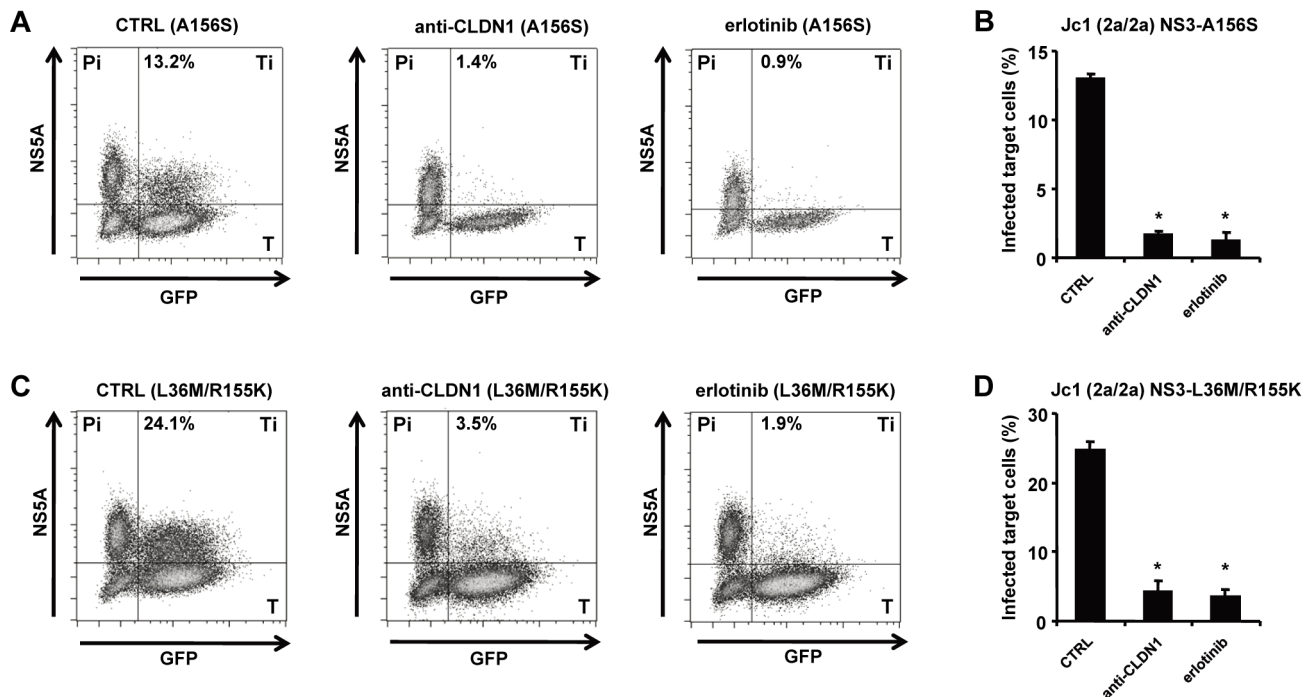 A
CTRL (A156S)
Pi
13.2%
Ti
T
NS5A
GFP
anti-CLDN1 (A156S)
Pi
1.4%
Ti
T
NS5A
GFP
erlotinib (A156S)
Pi
0.9%
Ti
T
NS5A
GFP
B
Jc1 (2a/2a) NS3-A156S
Infected target cells (%)
15
10
5
0
*
*
CTRL
anti-CLDN1
erlotinib
C
CTRL (L36M/R155K)
Pi
24.1%
Ti
T
NS5A
GFP
anti-CLDN1 (L36M/R155K)
Pi
3.5%
Ti
T
NS5A
GFP
erlotinib (L36M/R155K)
Pi
1.9%
Ti
T
NS5A
GFP
D
Jc1 (2a/2a) NS3-L36M/R155K
Infected target cells (%)
30
20
10
0
*
*
CTRL
anti-CLDN1
erlotinib